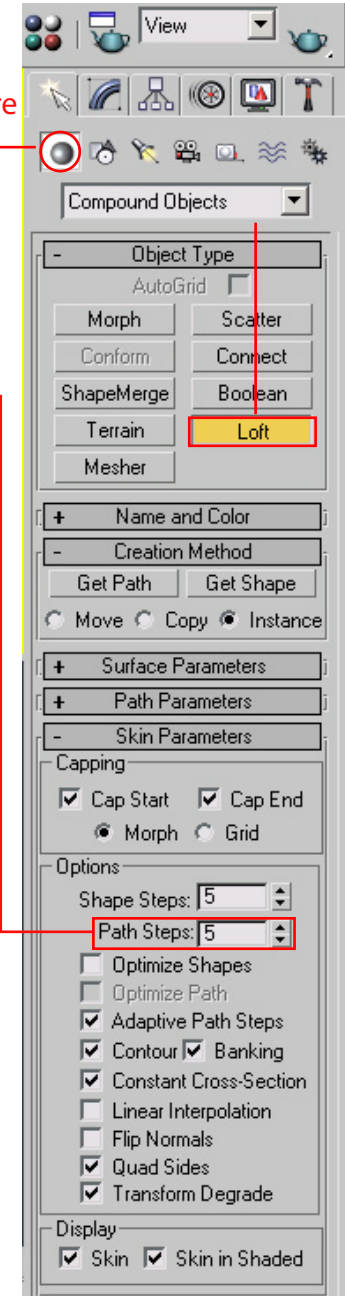 View
re
Compound Objects
- Object Type
AutoGrid
Morph Scatter
Conform Connect
ShapeMerge Boolean
Terrain Loft
Mesher
+ Name and Color
- Creation Method
Get Path Get Shape
Move Copy Instance
+ Surface Parameters
+ Path Parameters
- Skin Parameters
Capping
Cap Start Cap End
Morph Grid
Options
Shape Steps: 5
Path Steps: 5
Optimize Shapes
Optimize Path
Adaptive Path Steps
Contour Banking
Constant Cross-Section
Linear Interpolation
Flip Normals
Quad Sides
Transform Degrade
Display
Skin Skin in Shaded